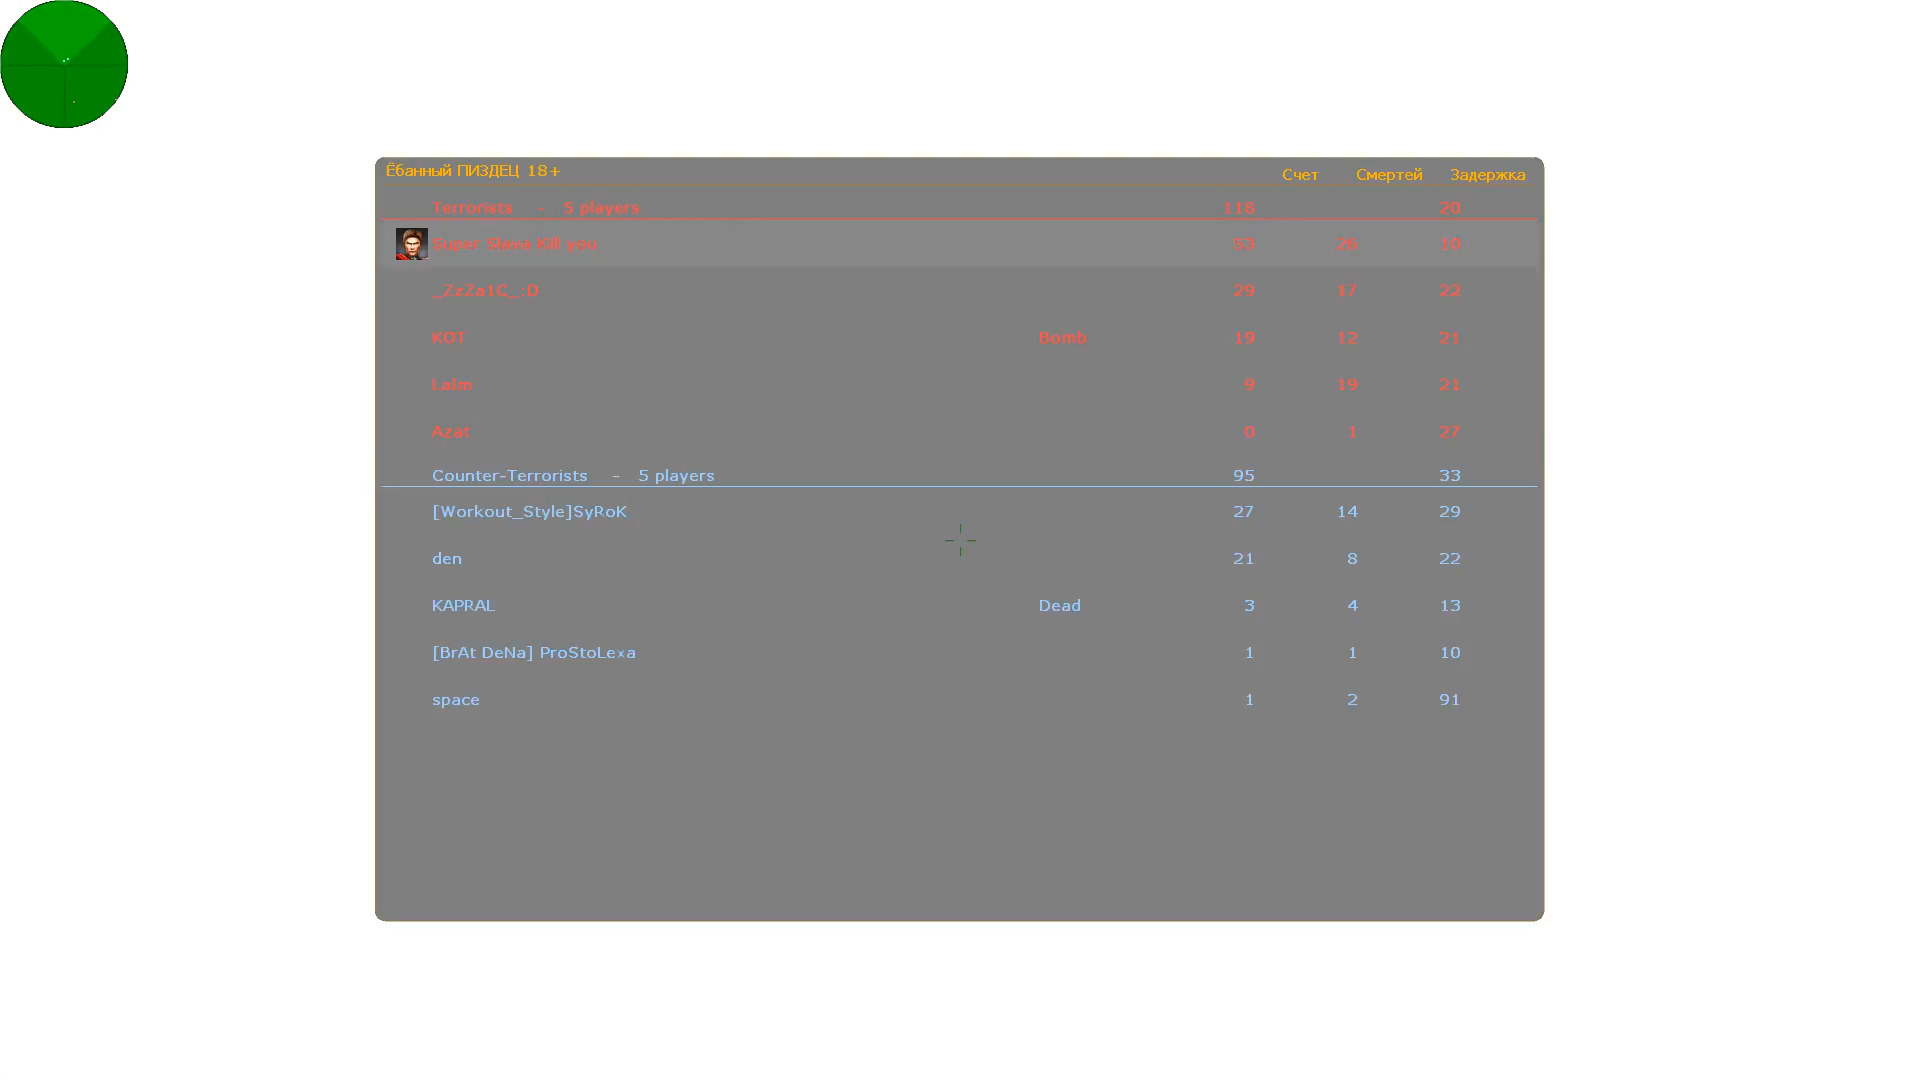 Ёбанный ПИЗДЕЦ 18+ Счет Смертей Задержка
Terrorists - 5 players 118 20
Super Slava Kill you 53 26 10
_ZzZa1C_:D 29 17 22
KOT Bomb 19 12 21
Laim 9 19 21
Azat 0 1 27
Counter-Terrorists - 5 players 95 33
[Workout_Style]SyRoK 27 14 29
den 21 8 22
KAPRAL Dead 3 4 13
[BrAt DeNa] ProStoLexa 1 1 10
space 1 2 91